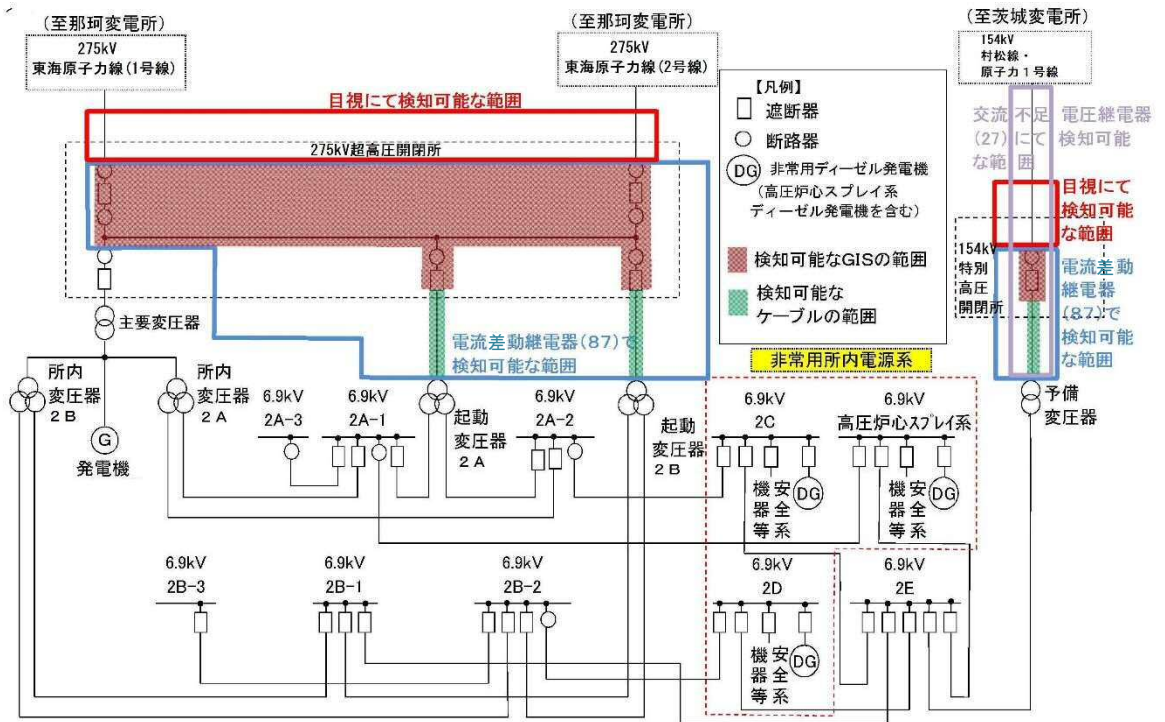 (至那珂変電所)
275kV
東海原子力線(1号線)
(至那珂変電所)
275kV
東海原子力線(2号線)
(至茨城変電所)
154kV
村松線・
原子力1号線
目視にて検知可能な範囲
275kV超高圧開閉所
【凡例】
遮断器
断路器
DG
非常用ディーゼル発電機
(高圧炉心スプレイ系
ディーゼル発電機を含む)
検知可能なGISの範囲
検知可能な
ケーブルの範囲
交流不足電圧継電器
(27)にて検知可能
な範囲
目視にて
検知可能
な範囲
154kV
特別
高圧
開閉所
電流差動
継電器
(87)で
検知可能
な範囲
主要変圧器
電流差動継電器(87)で
検知可能な範囲
非常用所内電源系
所内
変圧器
2B
所内
変圧器
2A
G
発電機
6.9kV
2A-3
6.9kV
2A-1
起動
変圧器
2A
6.9kV
2A-2
起動
変圧器
2B
6.9kV
2C
安全系
機器等
DG
6.9kV
高圧炉心スプレイ系
安全系
機器等
DG
予備
変圧器
6.9kV
2B-3
6.9kV
2B-1
6.9kV
2B-2
6.9kV
2D
安全系
機器等
DG
6.9kV
2E